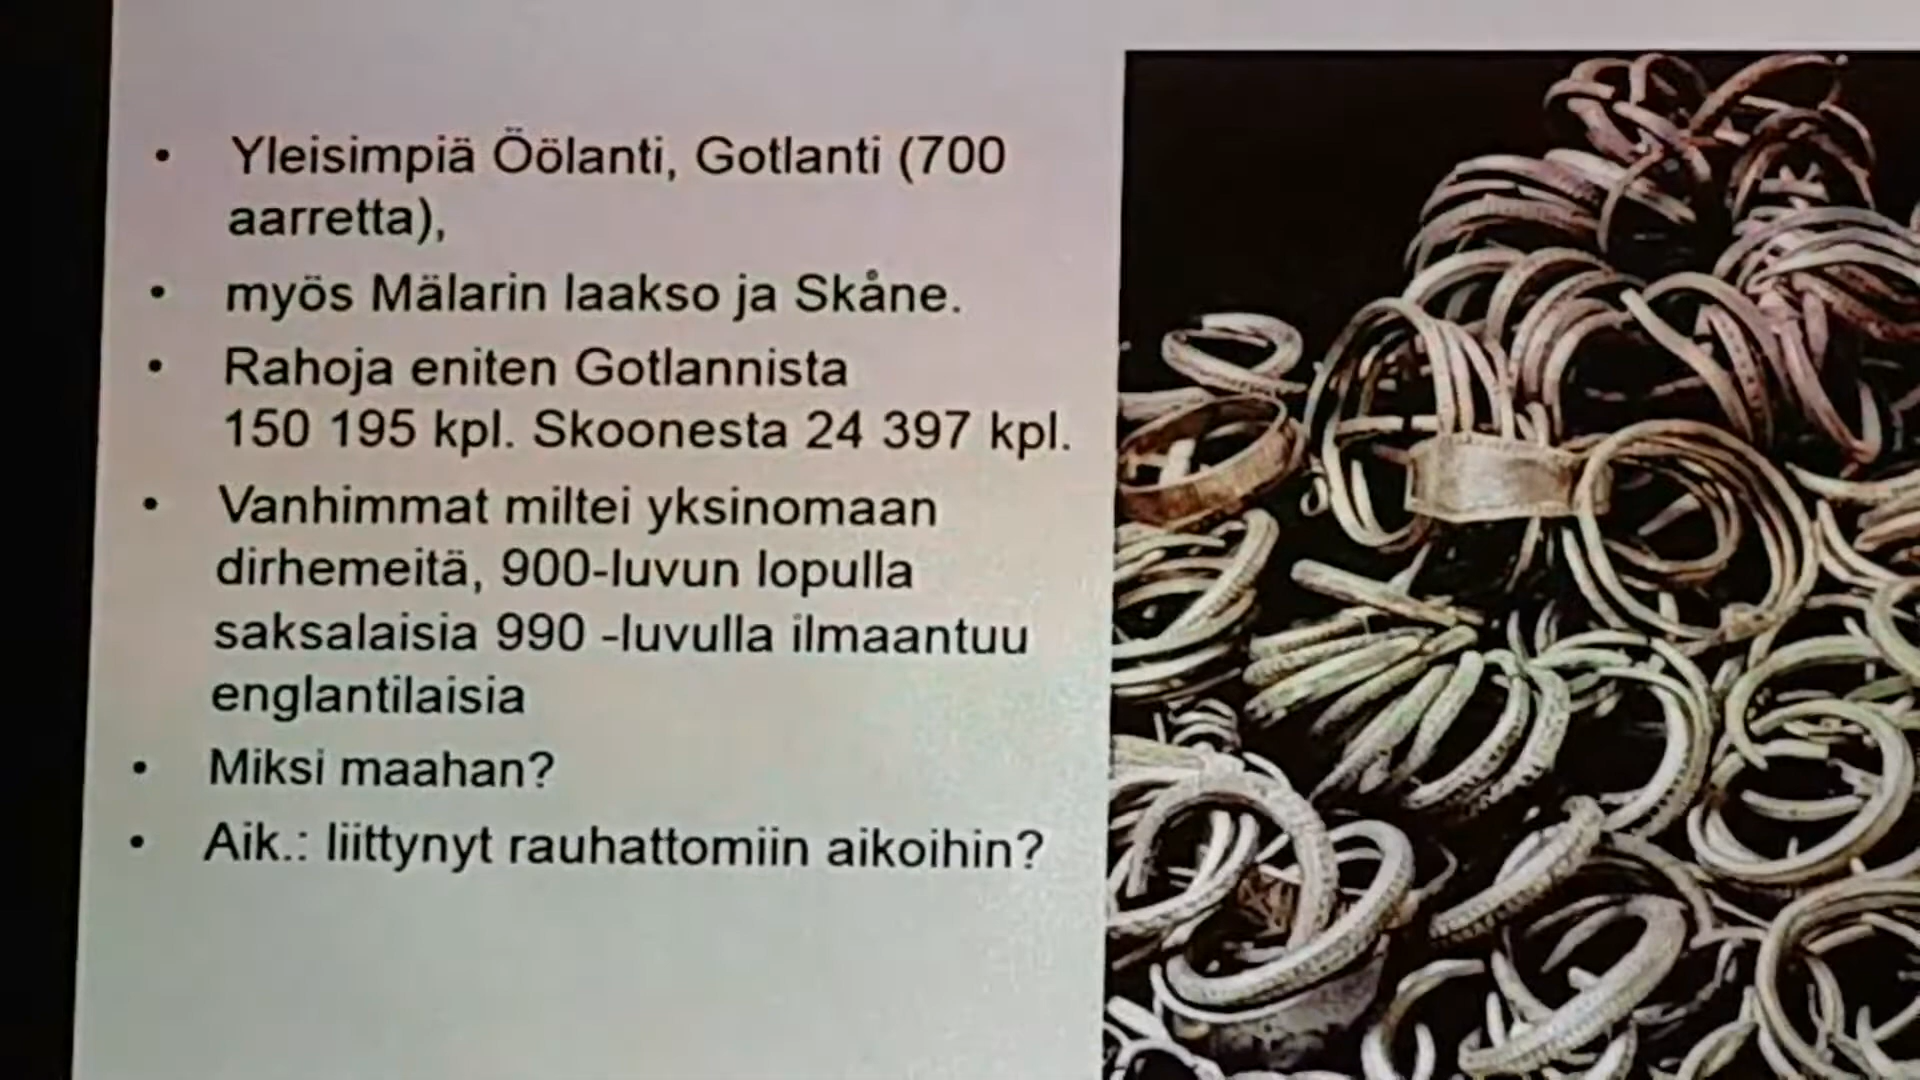 • Yleisimpiä Öölanti, Gotlanti (700
aarretta),
• myös Mälarin laakso ja Skåne.
• Rahoja eniten Gotlannista
150 195 kpl. Skoonesta 24 397 kpl.
• Vanhimmat miltei yksinomaan
dirhemeitä, 900-luvun lopulla
saksalaisia 990 -luvulla ilmaantuu
englantilaisia
• Miksi maahan?
• Aik.: liittynyt rauhattomiin aikoihin?